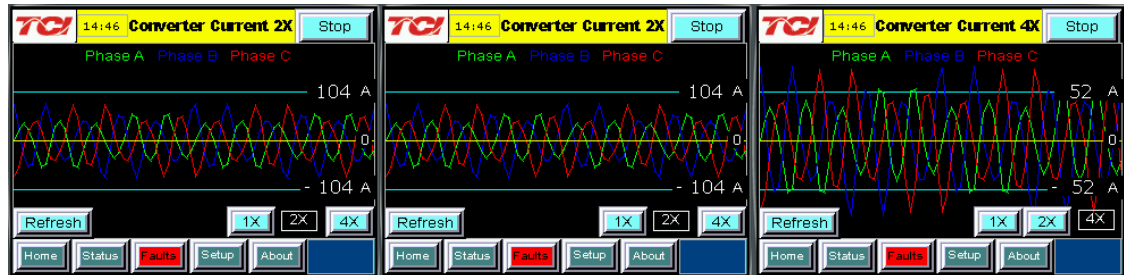 TCI 14:46 Converter Current 2X Stop
Phase A Phase B Phase C
104 A
0
- 104 A
Refresh 1X 2X 4X
Home Status Faults Setup About
TCI 14:46 Converter Current 2X Stop
Phase A Phase B Phase C
104 A
0
- 104 A
Refresh 1X 2X 4X
Home Status Faults Setup About
TCI 14:46 Converter Current 4X Stop
Phase A Phase B Phase C
52 A
0
- 52 A
Refresh 1X 2X 4X
Home Status Faults Setup About